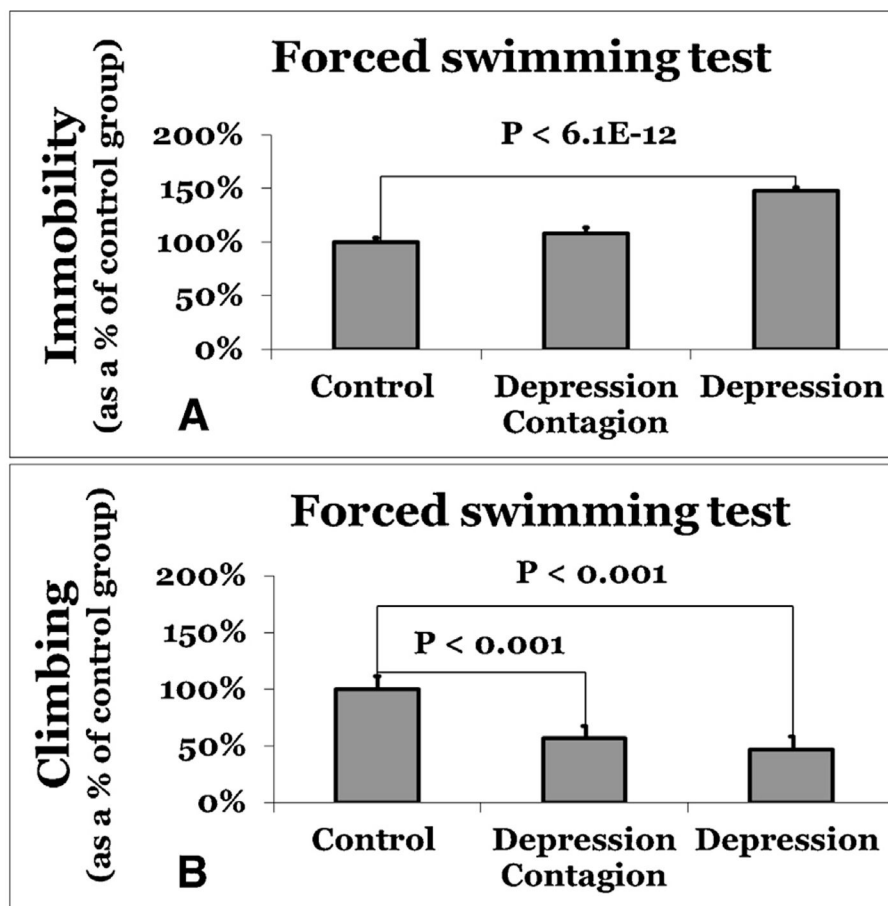 Forced swimming test
Immobility
(as a % of control group)
200%
150%
100%
50%
0%
P < 6.1E-12
Control
Depression
Contagion
Depression
A
Forced swimming test
Climbing
(as a % of control group)
200%
150%
100%
50%
0%
P < 0.001
P < 0.001
Control
Depression
Contagion
Depression
B